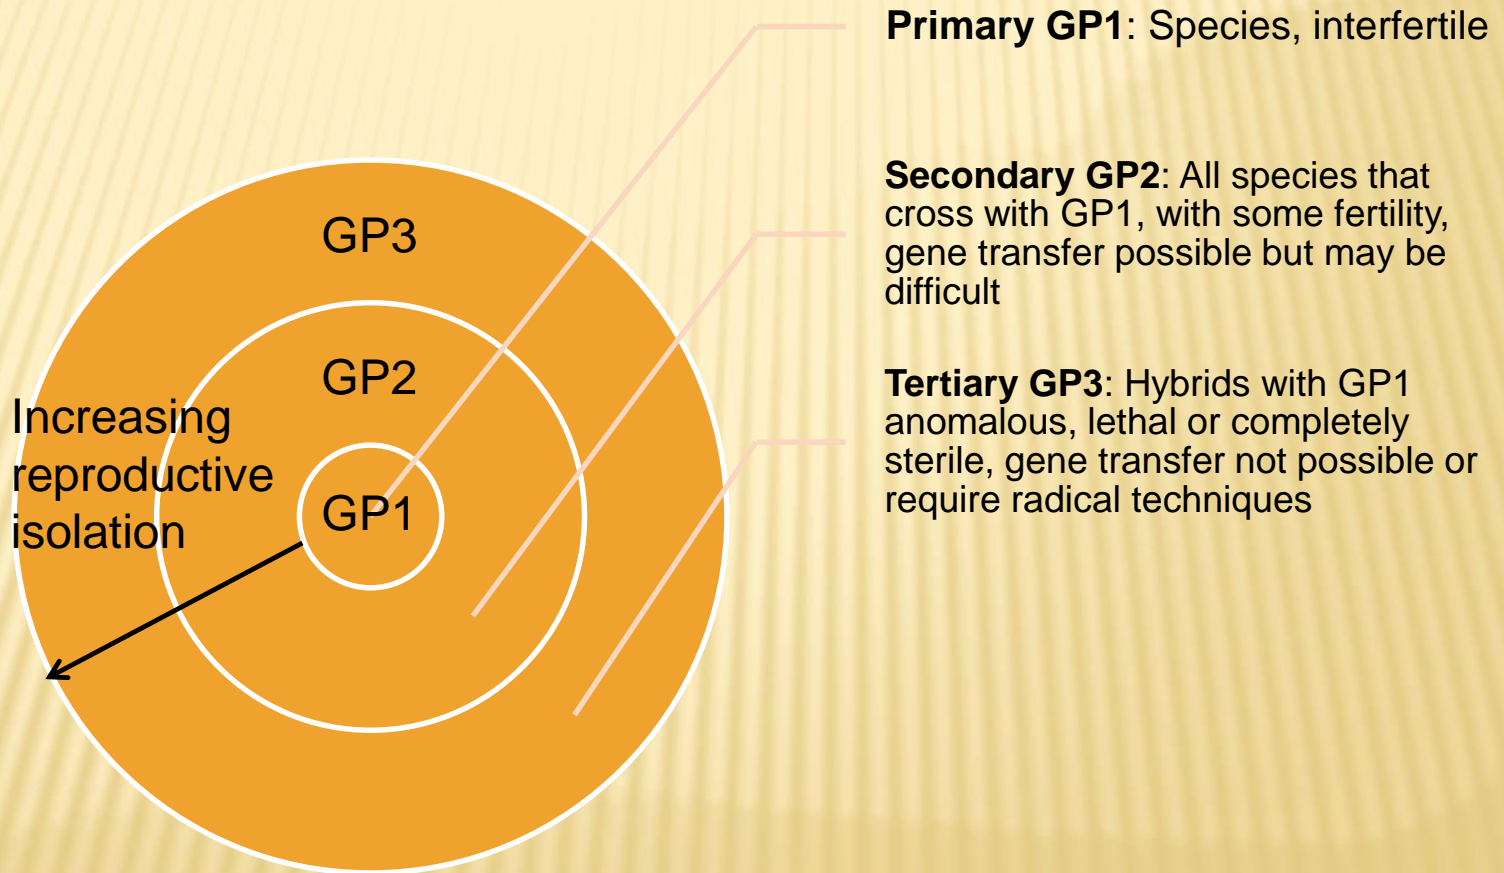 Primary GP1: Species, interfertile
Secondary GP2: All species that
cross with GP1, with some fertility,
gene transfer possible but may be
difficult
Tertiary GP3: Hybrids with GP1
anomalous, lethal or completely
sterile, gene transfer not possible or
require radical techniques
GP3
GP2
GP1
Increasing
reproductive
isolation